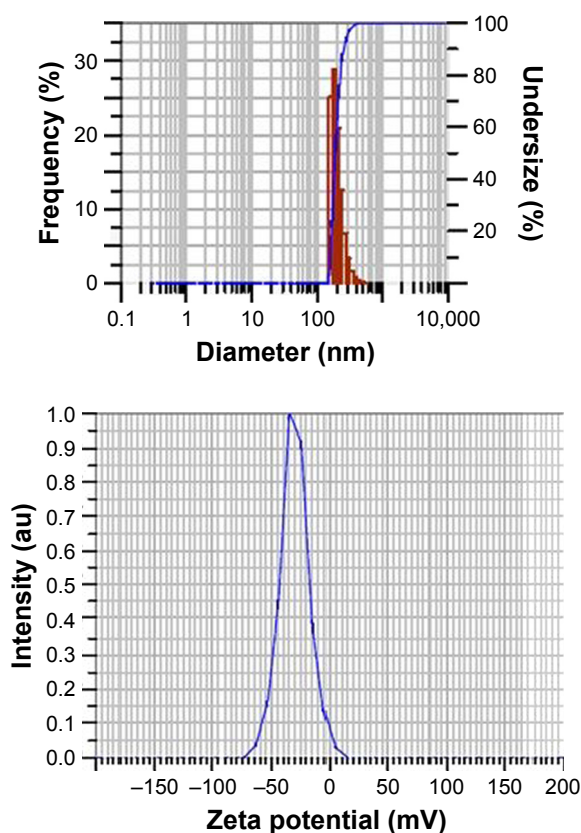 Frequency (%)
30
20
10
0
Undersize (%)
100
80
60
40
20
0.1 1 10 100 10,000
Diameter (nm)
Intensity (au)
1.0
0.9
0.8
0.7
0.6
0.5
0.4
0.3
0.2
0.1
0.0
–150 –100 –50 0 50 100 150 200
Zeta potential (mV)